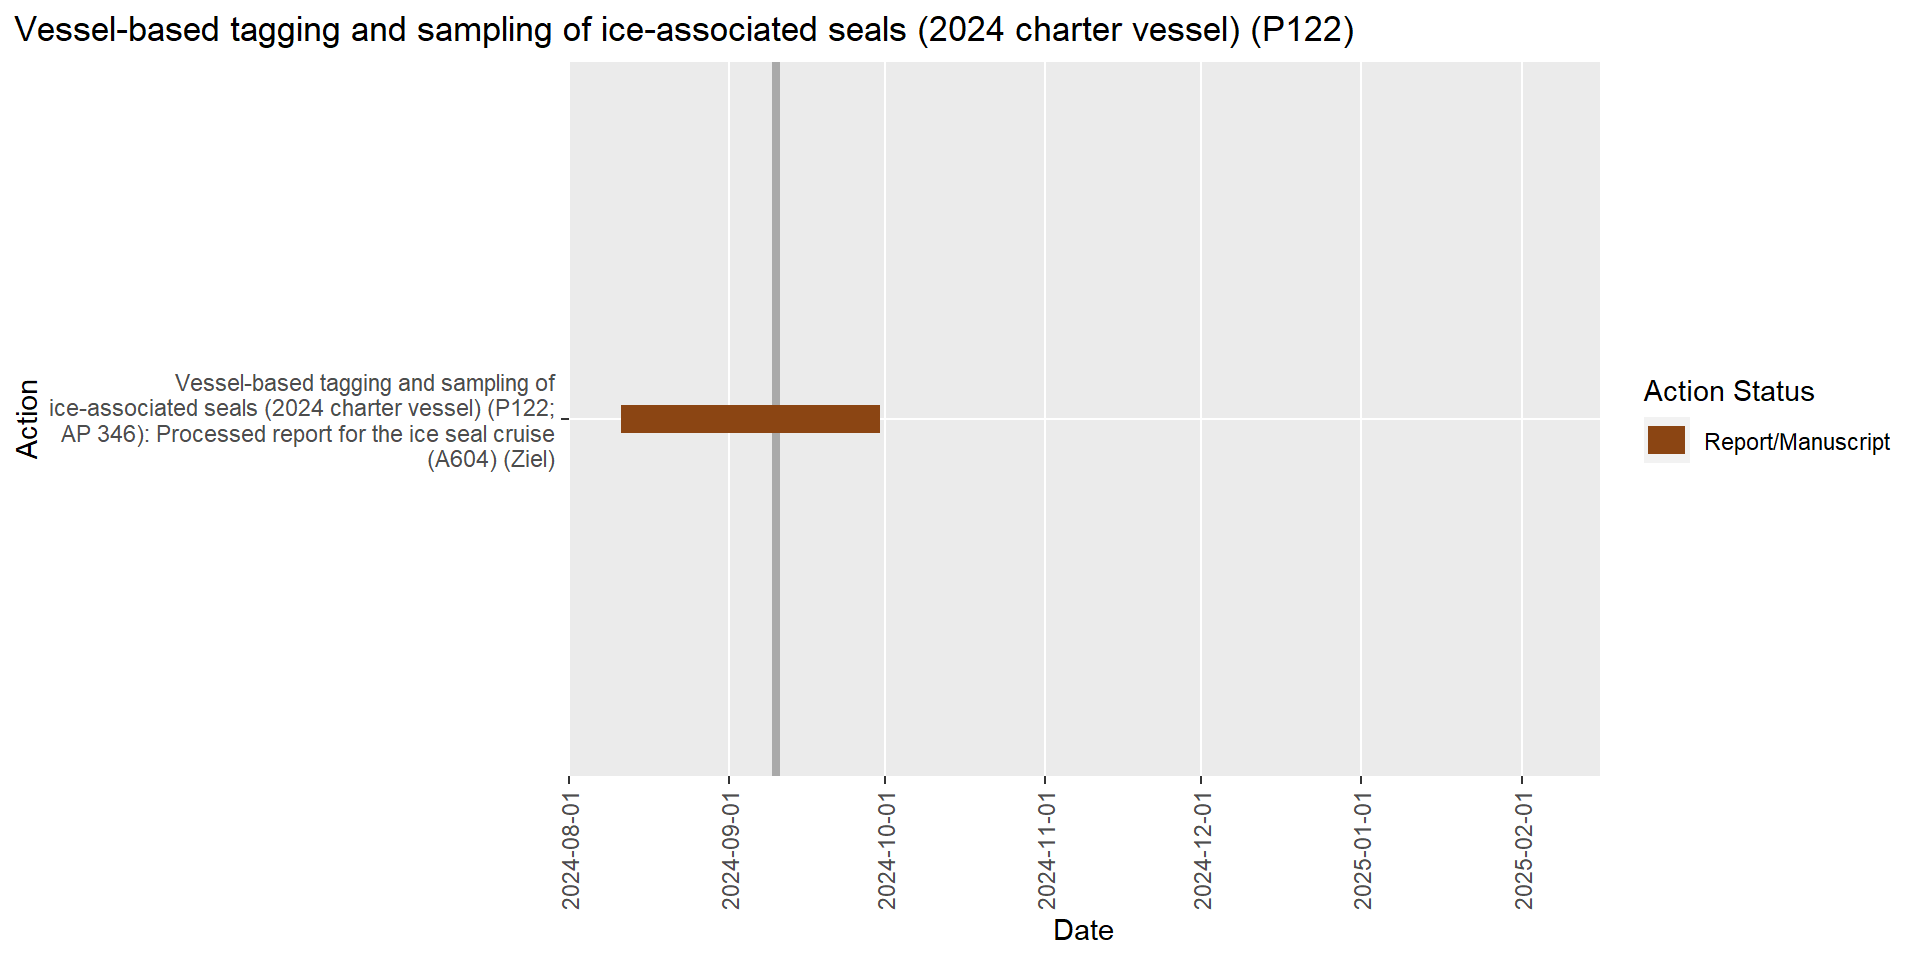 Vessel-based tagging and sampling of ice-associated seals (2024 charter vessel) (P122)
Action
Vessel-based tagging and sampling of
ice-associated seals (2024 charter vessel) (P122;
AP 346): Processed report for the ice seal cruise
(A604) (Ziel)
Action Status
Report/Manuscript
2024-08-01
2024-09-01
2024-10-01
2024-11-01
2024-12-01
2025-01-01
2025-02-01
Date